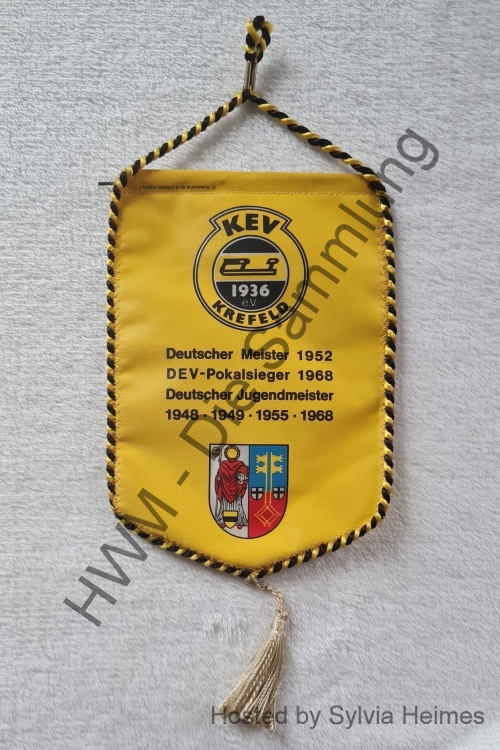 KEV
1936
eV
KREFELD
Deutscher Meister 1952
DEV-Pokalsieger 1968
Deutscher Jugendmeister
1948 · 1949 · 1955 · 1968
HWM - Die Sammlung
Hosted by Sylvia Heimes